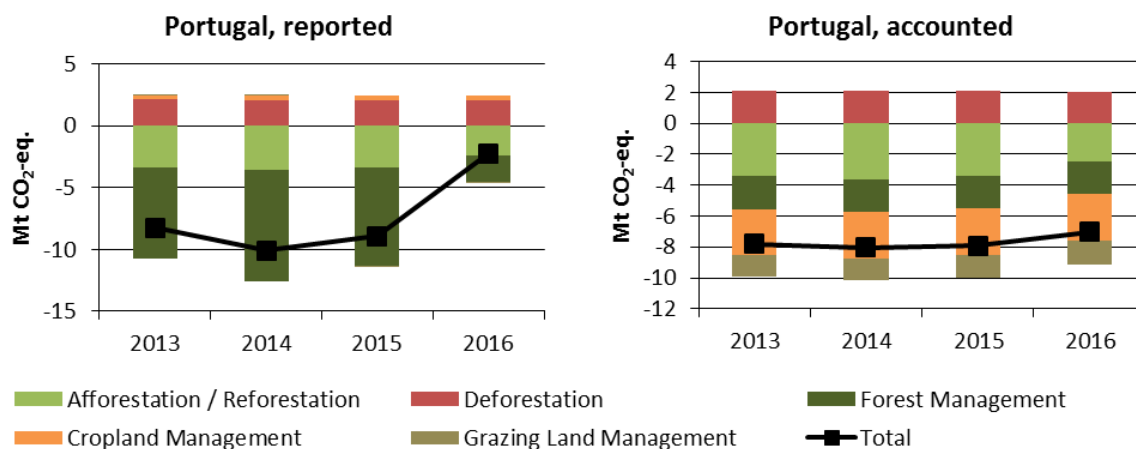 Portugal, reported
Mt CO₂-eq.
5
0
-5
-10
-15
2013 2014 2015 2016
Portugal, accounted
Mt CO₂-eq.
4
2
0
-2
-4
-6
-8
-10
-12
2013 2014 2015 2016
Afforestation / Reforestation Deforestation Forest Management
Cropland Management Grazing Land Management Total